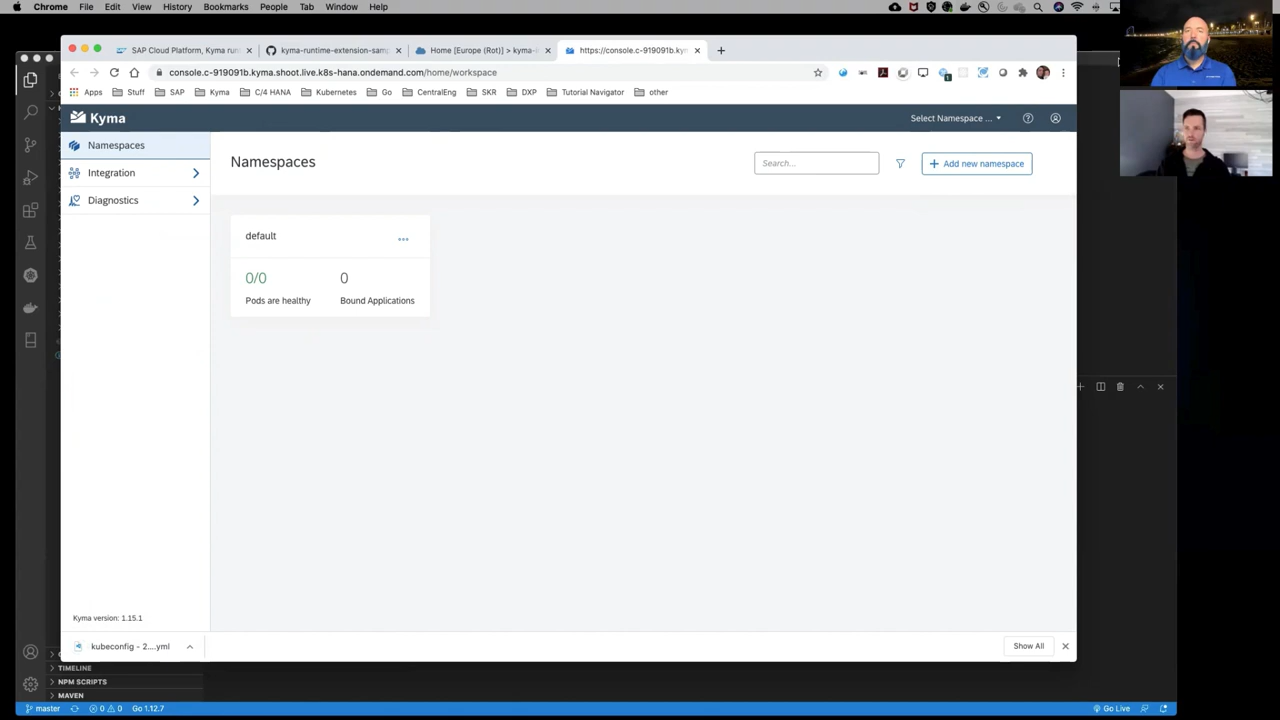 Chrome File Edit View History Bookmarks People Tab Window Help
SAP Cloud Platform, Kyma run
kyma-runtime-extension-sam
Home [Europe (Rot)] > kyma-
https://console.c-919091b.kym
console.c-919091b.kyma.shoot.live.k8s-hana.ondemand.com/home/workspace
Apps Stuff SAP Kyma C/4 HANA Kubernetes Go CentralEng SKR DXP Tutorial Navigator other
Kyma
Select Namespace ...
Namespaces
Integration
Diagnostics
Namespaces
Search...
+ Add new namespace
default
0/0
0
Pods are healthy
Bound Applications
Kyma version: 1.15.1
kubeconfig - 2....yml
Show All
TIMELINE
NPM SCRIPTS
MAVEN
master
0
0
Go 1.12.7
Go Live